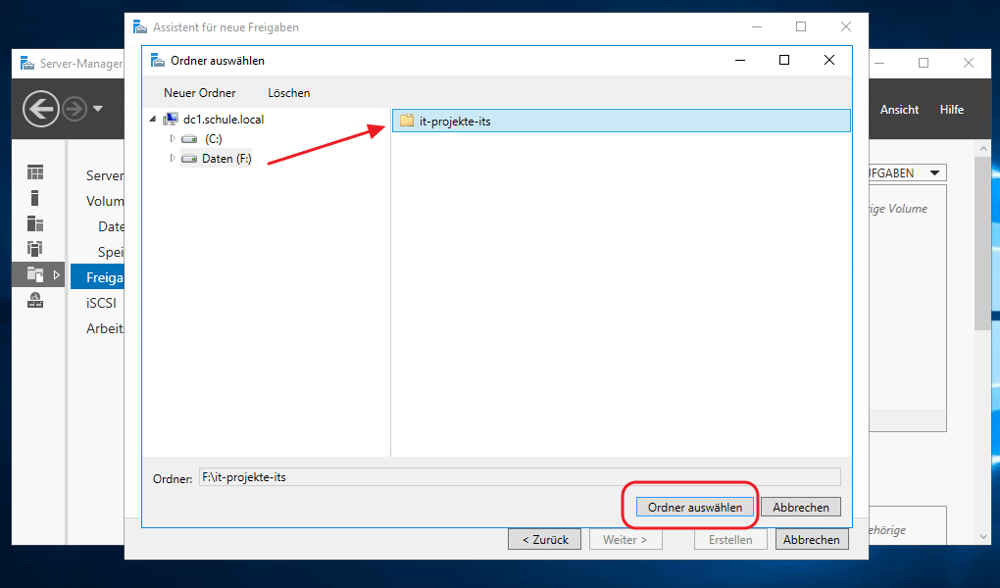 Assistent für neue Freigaben
Server-Manager
Ordner auswählen
Neuer Ordner Löschen
Ansicht Hilfe
dc1.schule.local
(C:)
Daten (F:)
it-projekte-its
Server
Volum
Date
Spei
Freiga
iSCSI
Arbeit
UFGABEN
rige Volume
Ordner: F:\it-projekte-its
Ordner auswählen Abbrechen
ehörige
< Zurück Weiter > Erstellen Abbrechen